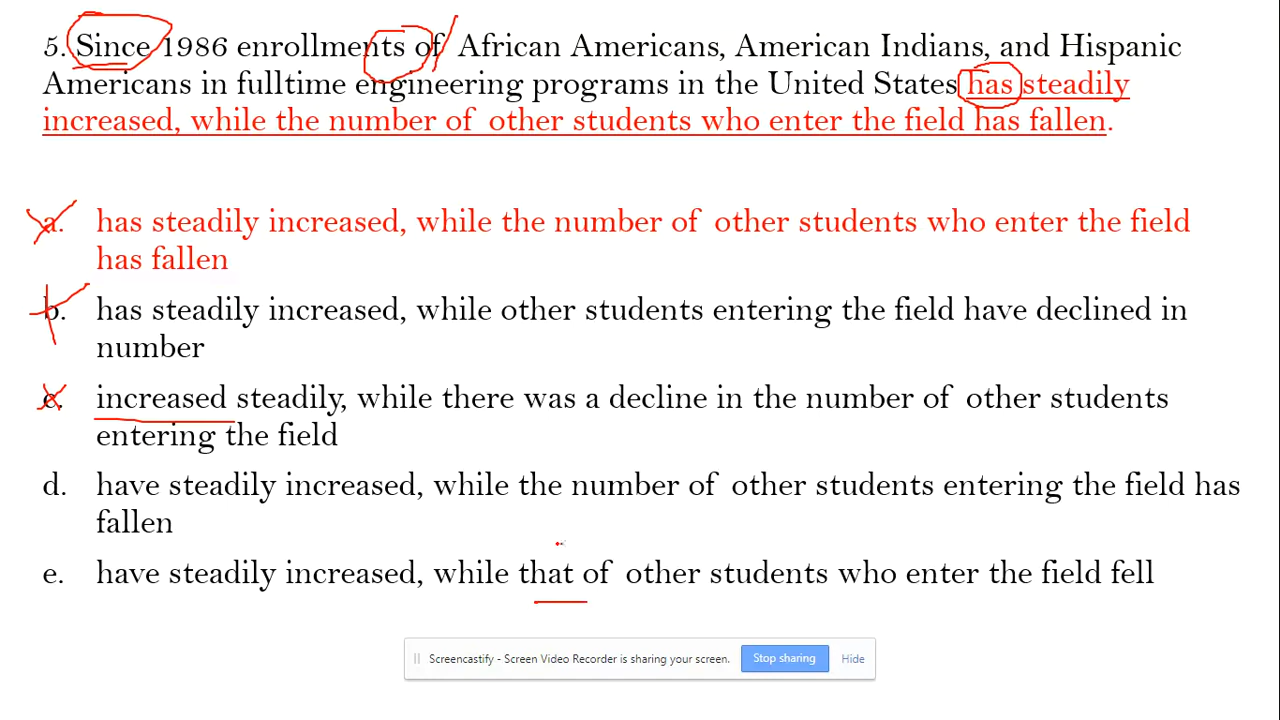 5. Since 1986 enrollments of African Americans, American Indians, and Hispanic
Americans in fulltime engineering programs in the United States has steadily
increased, while the number of other students who enter the field has fallen.
a. has steadily increased, while the number of other students who enter the field
has fallen
b. has steadily increased, while other students entering the field have declined in
number
c. increased steadily, while there was a decline in the number of other students
entering the field
d. have steadily increased, while the number of other students entering the field has
fallen
e. have steadily increased, while that of other students who enter the field fell
Screencastify - Screen Video Recorder is sharing your screen. Stop sharing Hide